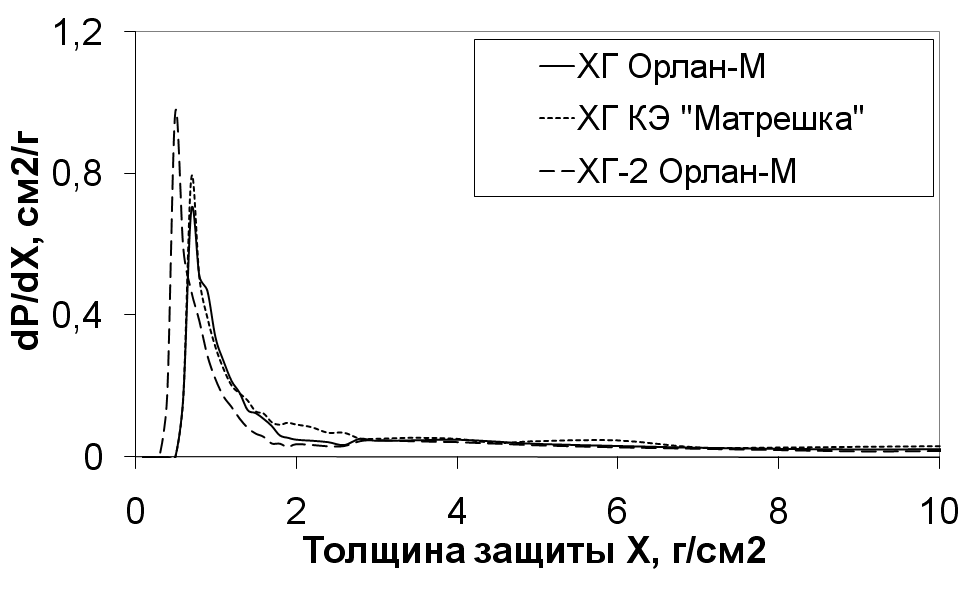 1,2
0,8
0,4
0
dP/dX, см2/г
ХГ Орлан-М
ХГ КЭ "Матрешка"
ХГ-2 Орлан-М
0 2 4 6 8 10
Толщина защиты Х, г/см2